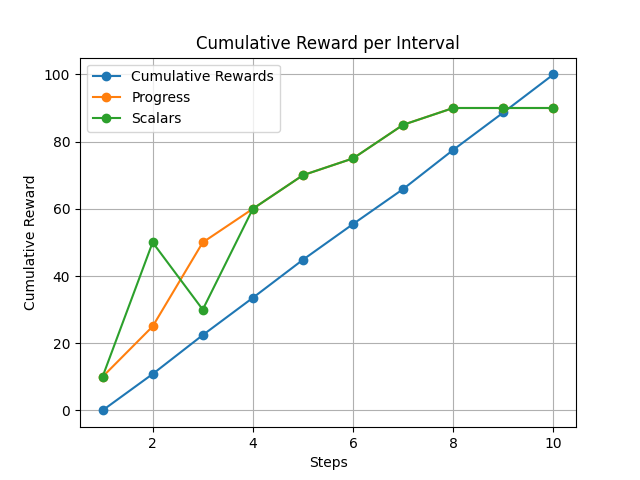 Cumulative Reward per Interval
Cumulative Rewards
Progress
Scalars
Cumulative Reward
100
80
60
40
20
0
2 4 6 8 10
Steps